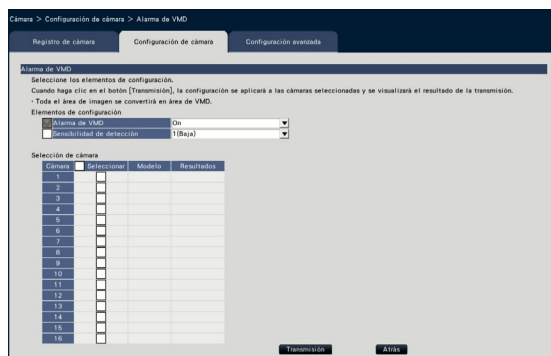 Cámara > Configuración de cámara > Alarma de VMD
Registro de cámara Configuración de cámara Configuración avanzada
Alarma de VMD
Seleccione los elementos de configuración.
Cuando haga clic en el botón [Transmisión], la configuración se aplicará a las cámaras seleccionadas y se visualizará el resultado de la transmisión.
· Toda el área de imagen se convertirá en área de VMD.
Elementos de configuración
Alarma de VMD On
Sensibilidad de detección 1(Baja)
Selección de cámara
Cámara Seleccionar Modelo Resultados
1
2
3
4
5
6
7
8
9
10
11
12
13
14
15
16
Transmisión Atrás